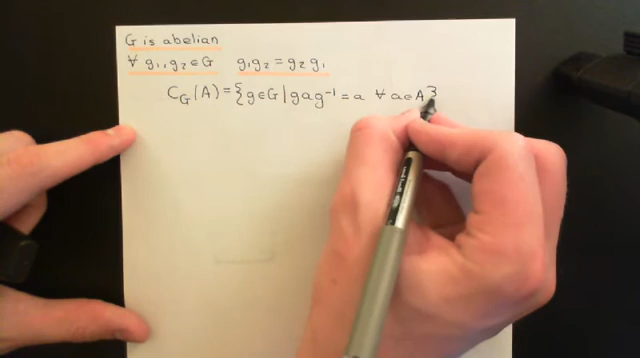 G is abelian
∀ g₁, g₂ ∈ G g₁g₂ = g₂g₁
C_G(A) = {g ∈ G | gag⁻¹ = a ∀ a ∈ A}